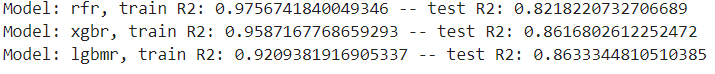 Model: rfr, train R2: 0.9756741840049346 -- test R2: 0.8218220732706689
Model: xgbr, train R2: 0.9587167768659293 -- test R2: 0.8616802612252472
Model: lgbmr, train R2: 0.9209381916905337 -- test R2: 0.8633344810510385